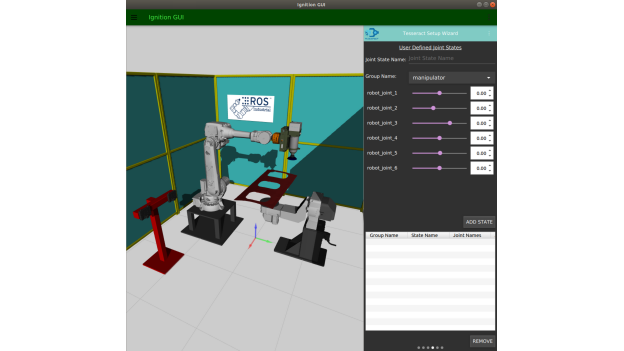 Ignition GUI
Ignition GUI
Tesseract Setup Wizard
User Defined Joint States
Joint State Name: Joint State Name
Group Name: manipulator
robot_joint_1 0.00
robot_joint_2 0.00
robot_joint_3 0.00
robot_joint_4 0.00
robot_joint_5 0.00
robot_joint_6 0.00
ROS
Industrial
ADD STATE
Group Name State Name Joint Names
REMOVE